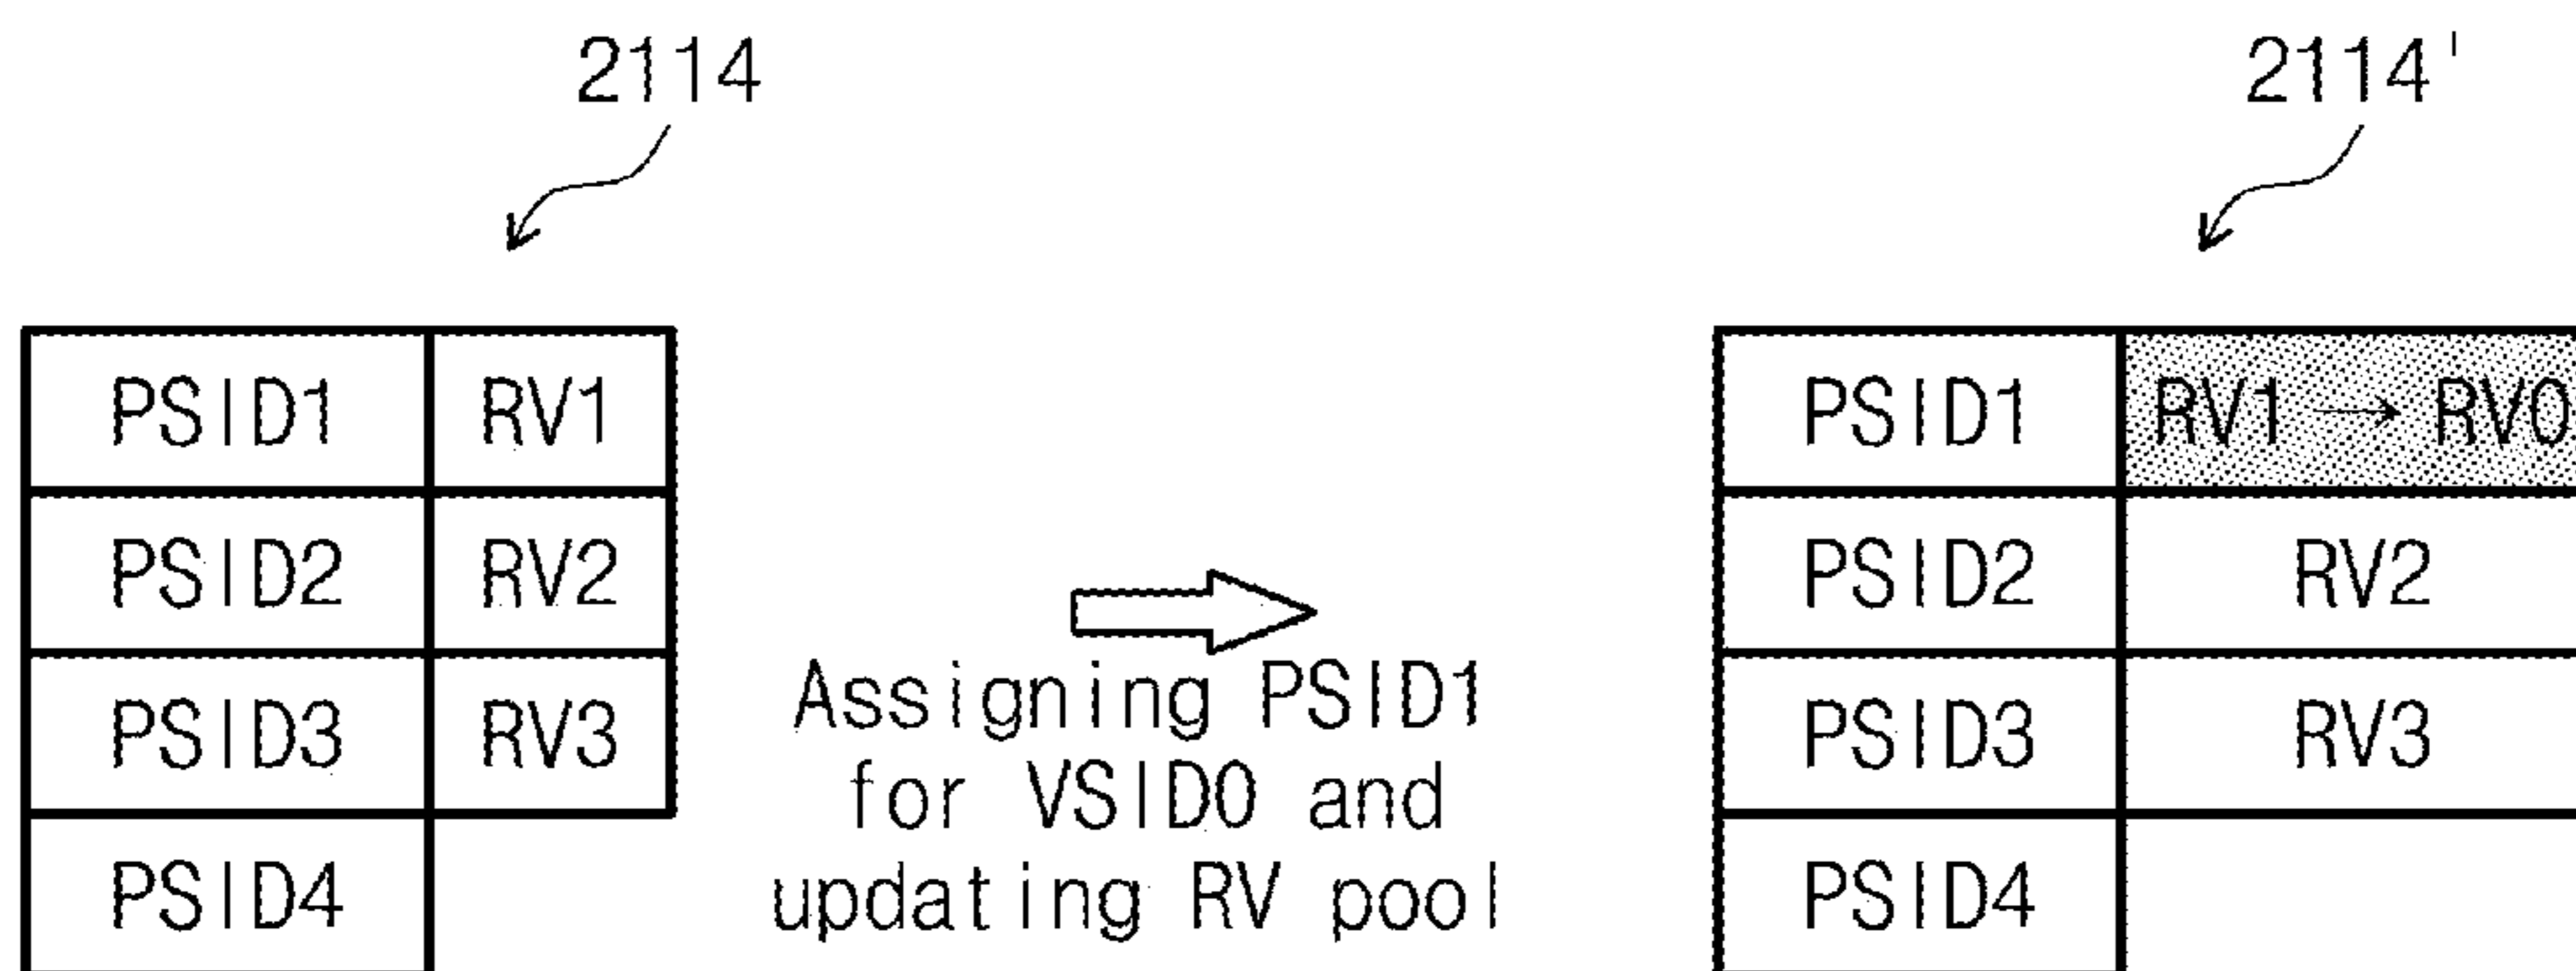 2114
2114'
PSID1 RV1
PSID2 RV2
PSID3 RV3
PSID4
Assigning PSID1
for VSID0 and
updating RV pool
PSID1 RV1 → RV0
PSID2 RV2
PSID3 RV3
PSID4